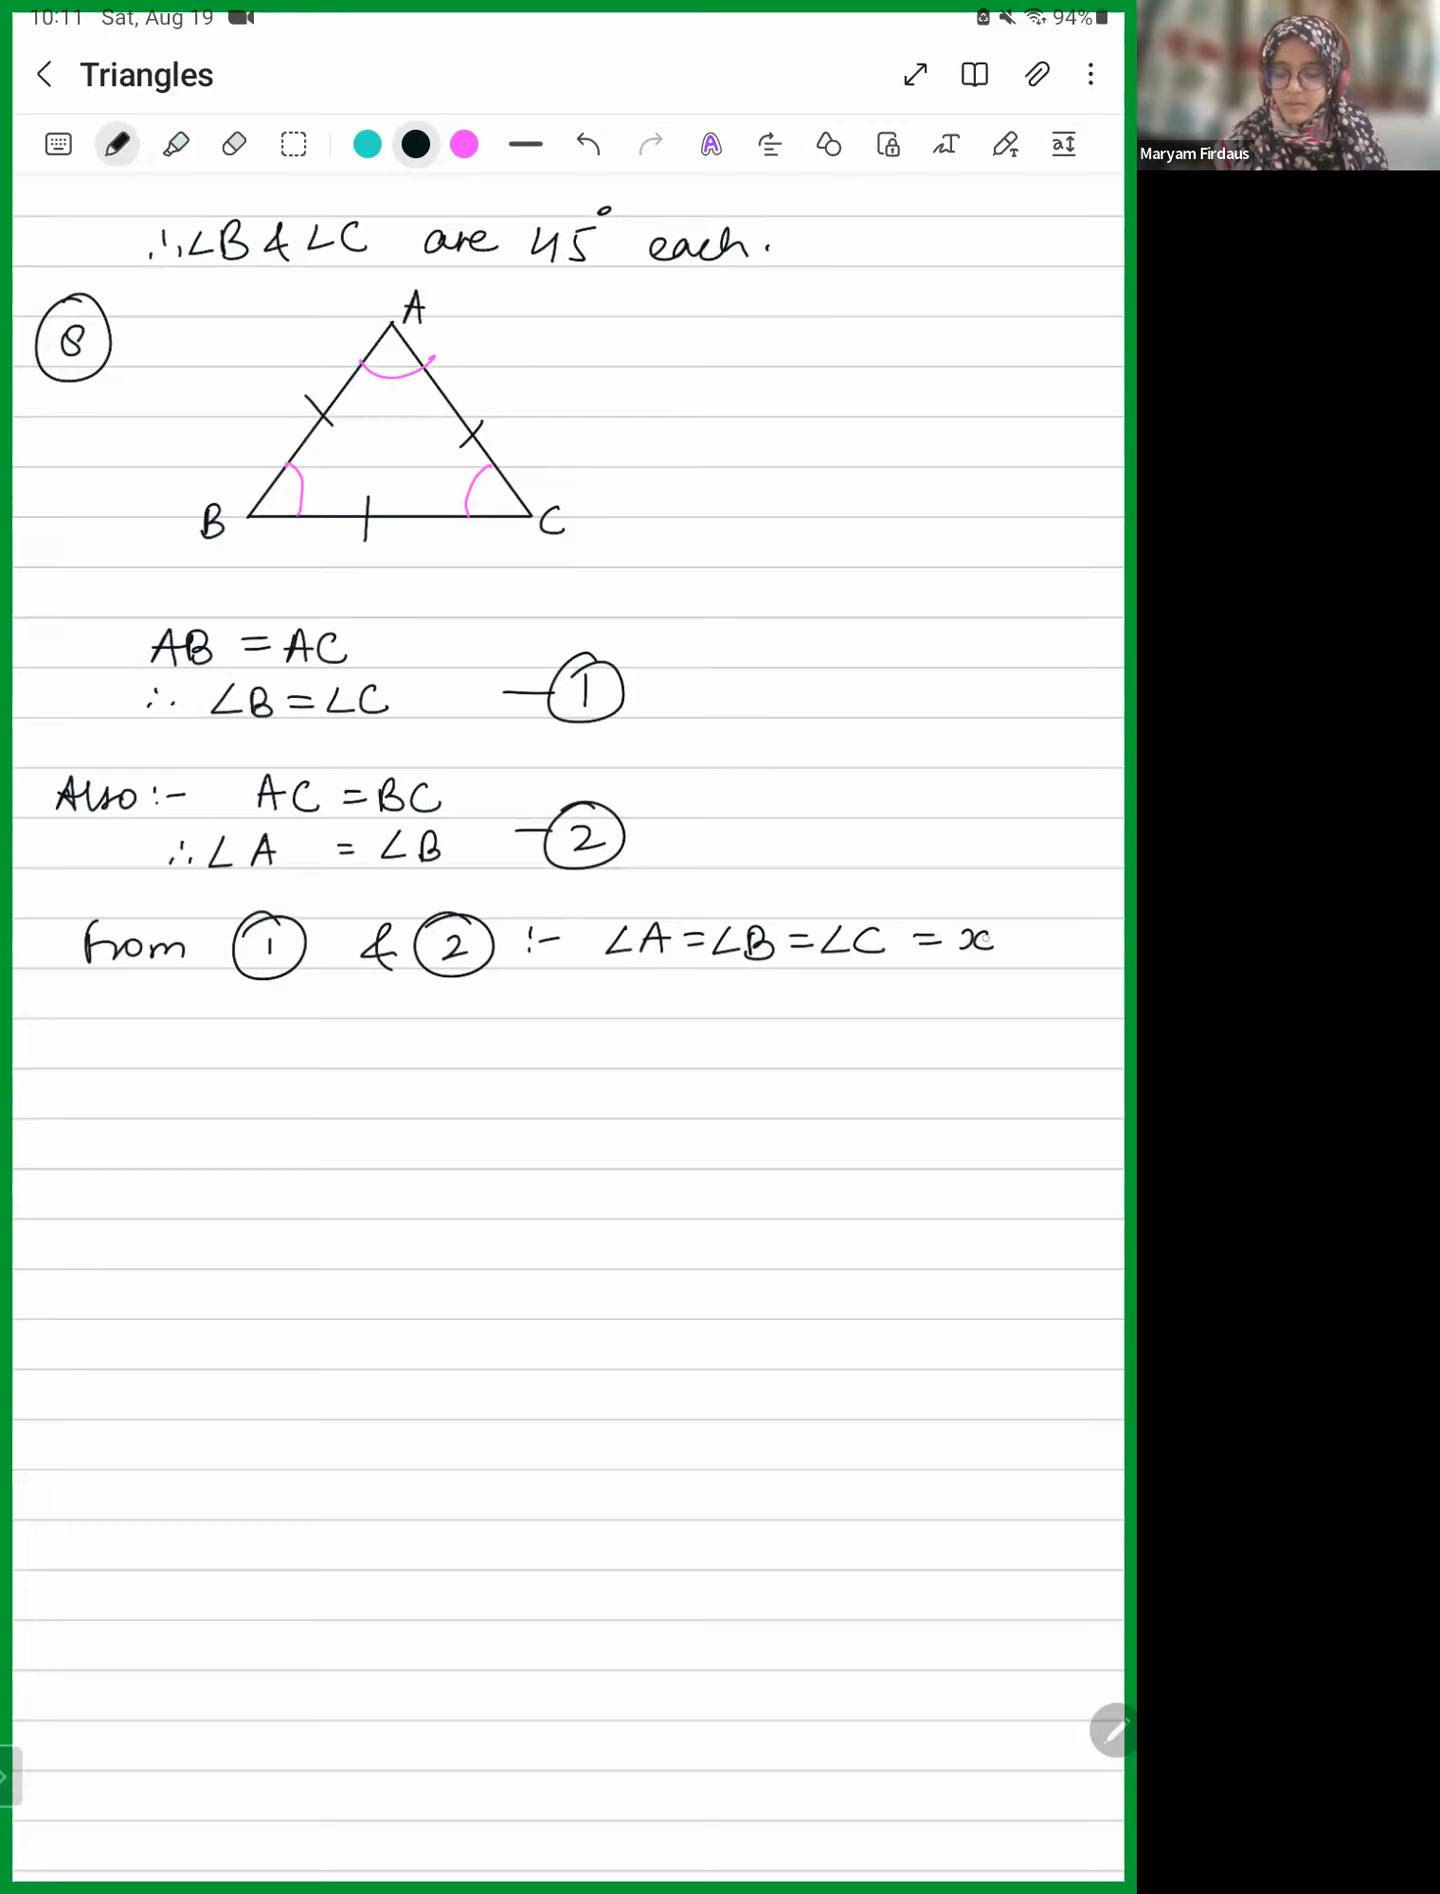 10:11 Sat, Aug 19
94%
Triangles
Maryam Firdaus
∴ ∠B & ∠C are 45° each.
8
A
B
C
AB = AC
∴ ∠B = ∠C — 1
Also :- AC = BC
∴ ∠A = ∠B — 2
from 1 & 2 :- ∠A = ∠B = ∠C = x